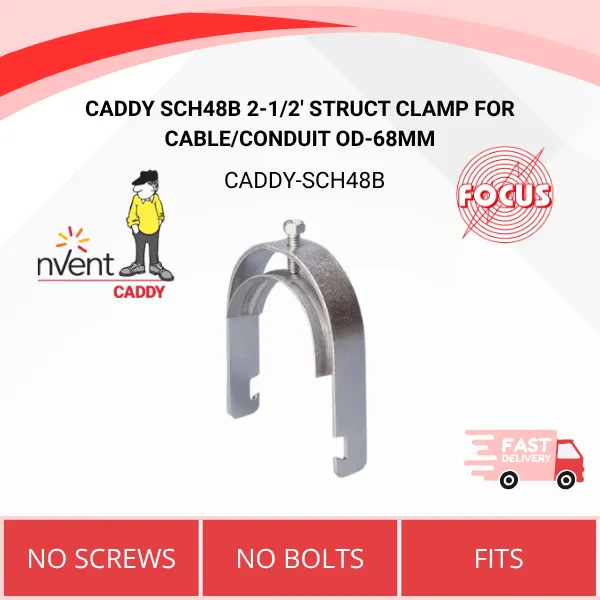 CADDY SCH48B 2-1/2' STRUCT CLAMP FOR
CABLE/CONDUIT OD-68MM
CADDY-SCH48B
FOCUS
nVent
CADDY
FAST
DELIVERY
NO SCREWS
NO BOLTS
FITS